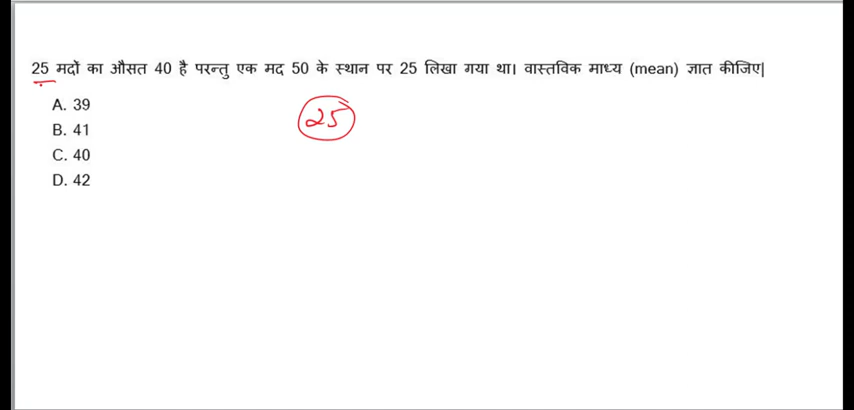 25 मदों का औसत 40 है परन्तु एक मद 50 के स्थान पर 25 लिखा गया था। वास्तविक माध्य (mean) ज्ञात कीजिए|
A. 39
25
B. 41
C. 40
D. 42